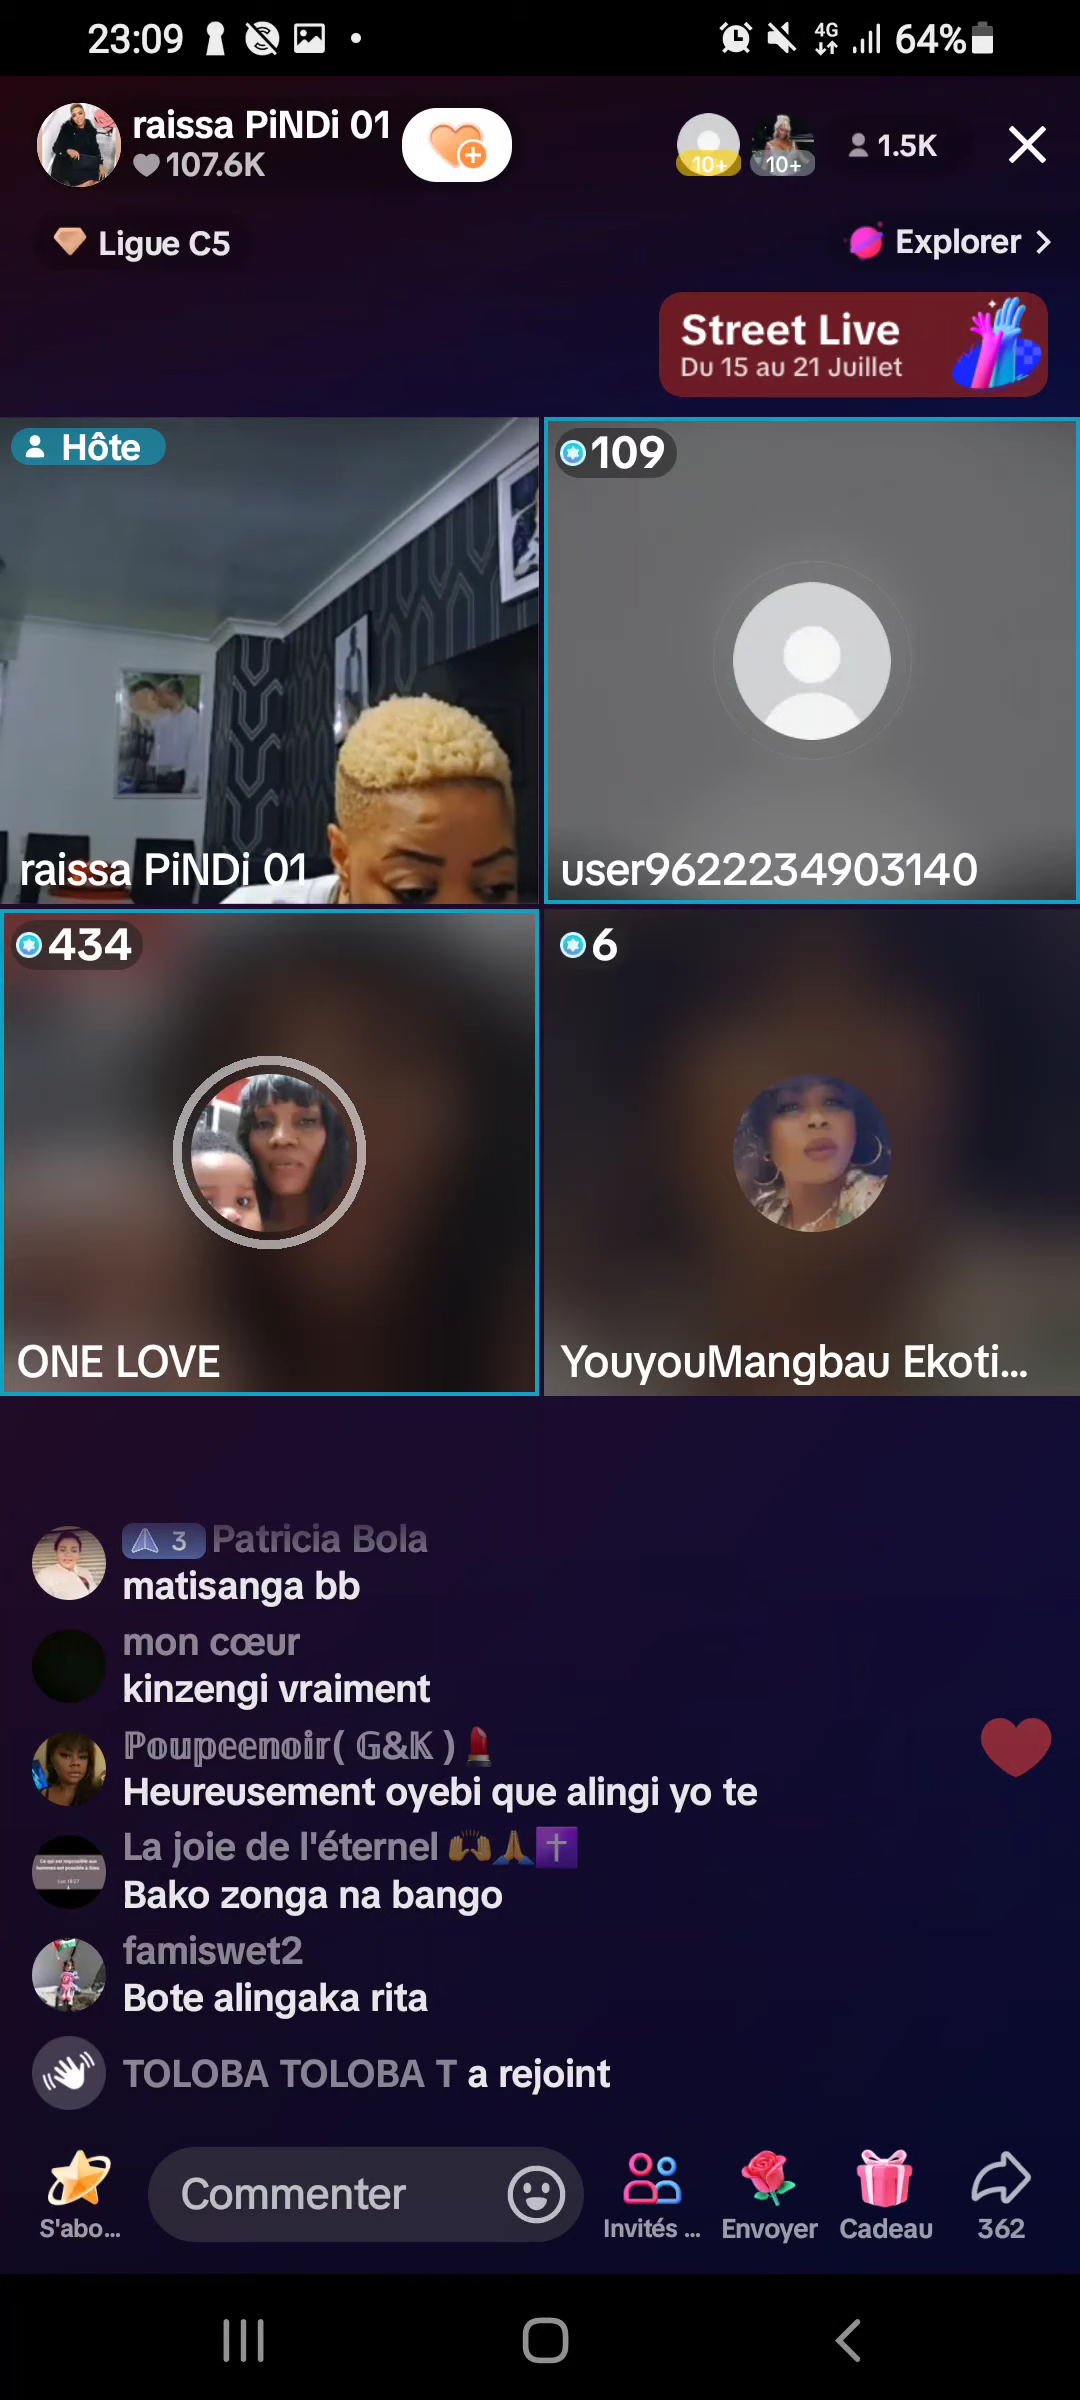 23:09
4G 64%
raissa PiNDi 01
107.6K
10+ 10+ 1.5K
Ligue C5
Explorer
Street Live
Du 15 au 21 Juillet
Hôte
109
raissa PiNDi 01
user9622234903140
434
6
ONE LOVE
YouyouMangbau Ekoti...
3 Patricia Bola
matisanga bb
mon cœur
kinzengi vraiment
ℙ𝕠𝕦𝕡𝕖𝕖𝕟𝕠𝕚𝕣( 𝔾&𝕂 )💄
Heureusement oyebi que alingi yo te
La joie de l'éternel 🙌🙏✝️
Bako zonga na bango
famiswet2
Bote alingaka rita
TOLOBA TOLOBA T a rejoint
Commenter
S'abo...
Invités ...
Envoyer
Cadeau
362